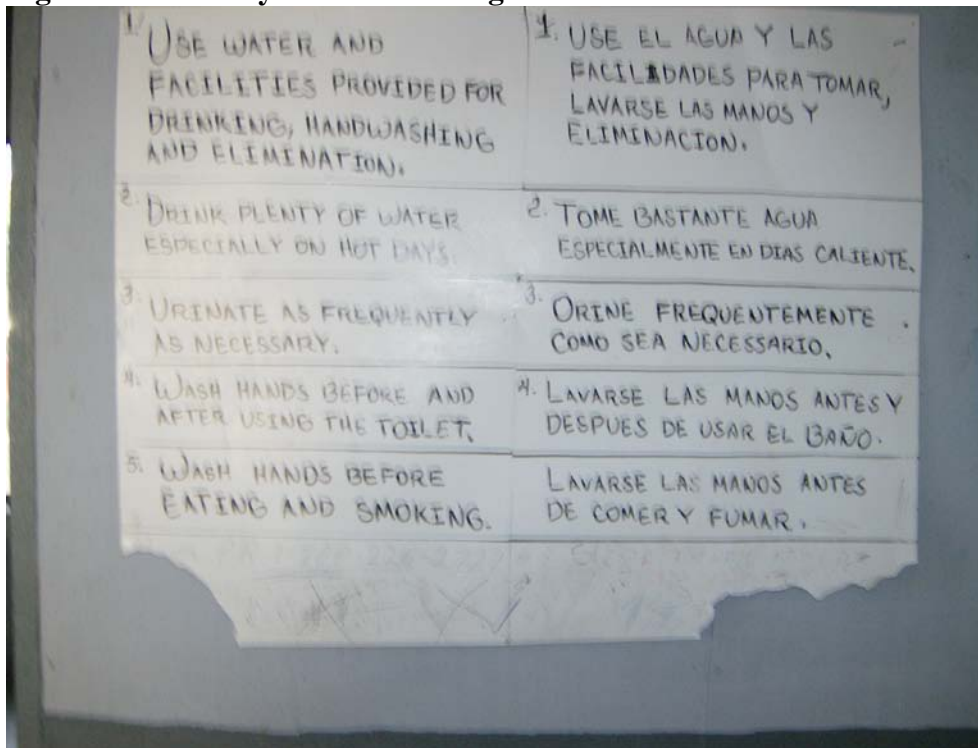 1. USE WATER AND
FACILITIES PROVIDED FOR
DRINKING, HANDWASHING
AND ELIMINATION.
1. USE EL AGUA Y LAS
FACILIDADES PARA TOMAR,
LAVARSE LAS MANOS Y
ELIMINACION.
2. DRINK PLENTY OF WATER
ESPECIALLY ON HOT DAYS.
2. TOME BASTANTE AGUA
ESPECIALMENTE EN DIAS CALIENTE.
3. URINATE AS FREQUENTLY
AS NECESSARY.
3. ORINE FREQUENTEMENTE
COMO SEA NECESSARIO.
4. WASH HANDS BEFORE AND
AFTER USING THE TOILET.
4. LAVARSE LAS MANOS ANTES Y
DESPUES DE USAR EL BAÑO.
5. WASH HANDS BEFORE
EATING AND SMOKING.
LAVARSE LAS MANOS ANTES
DE COMER Y FUMAR.